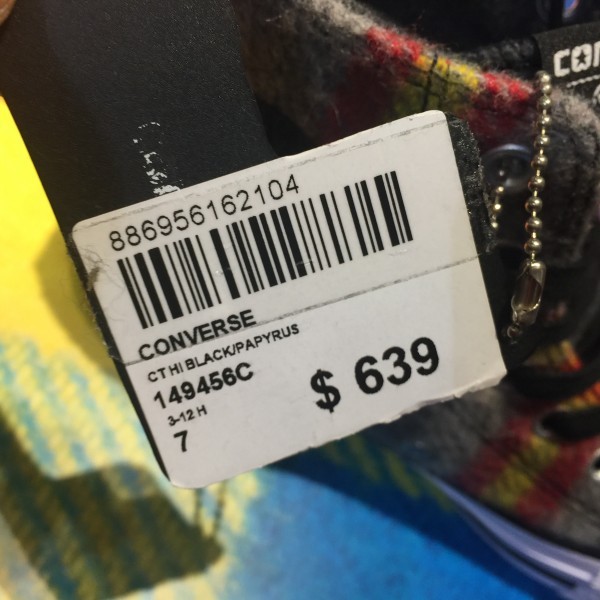 886956162104
CONVERSE
CT HI BLACK/PAPYRUS
149456C
3-12 H
7
$ 639